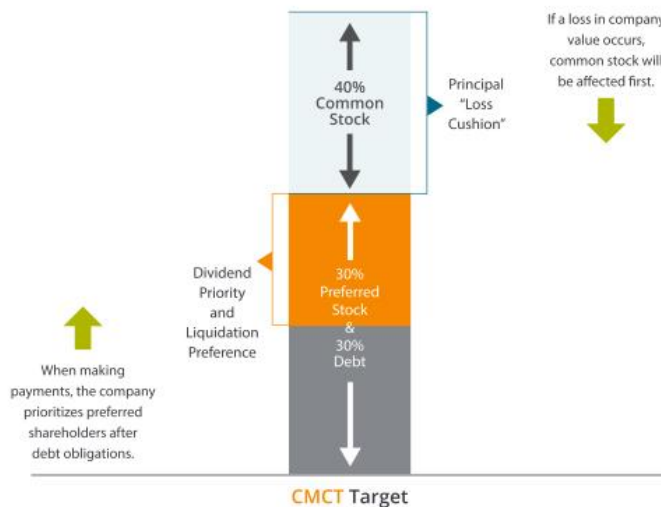 If a loss in company
value occurs,
common stock will
be affected first.
40%
Common
Stock
Principal
"Loss
Cushion"
Dividend
Priority
and
Liquidation
Preference
30%
Preferred
Stock
&
30%
Debt
When making
payments, the company
prioritizes preferred
shareholders after
debt obligations.
CMCT Target